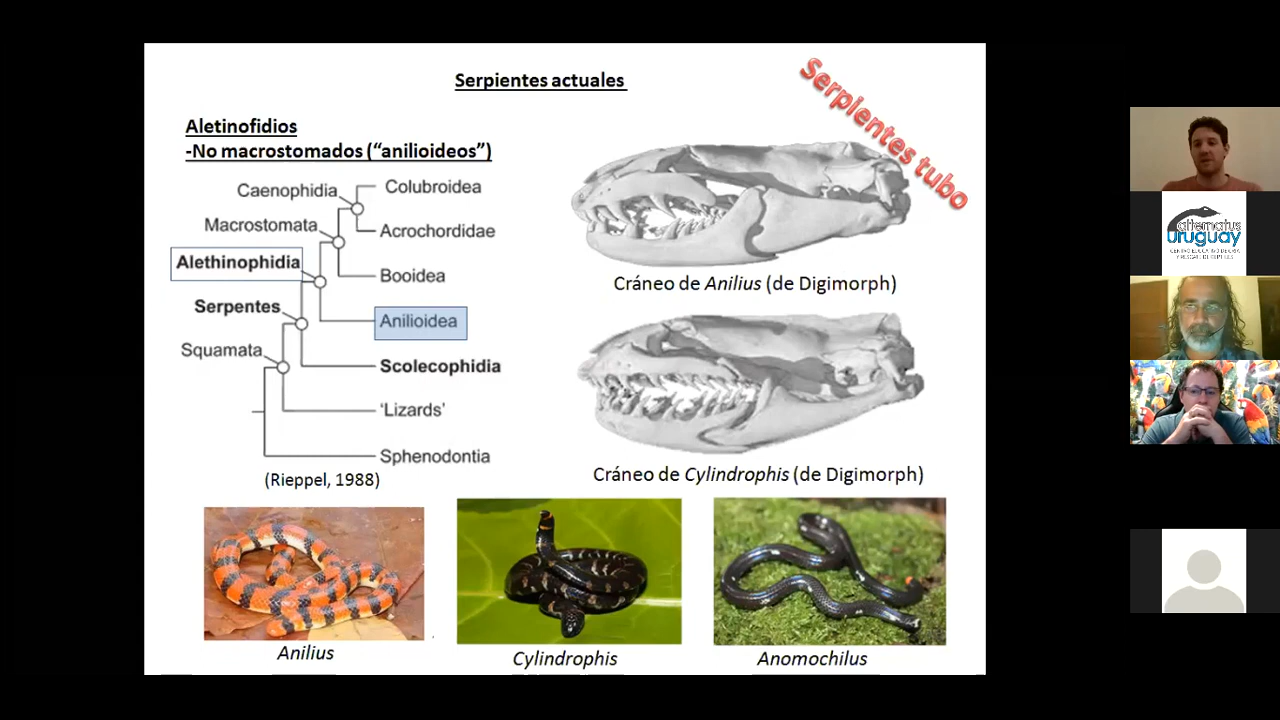 Serpientes actuales
Serpientes tubo
Aletinofidios
-No macrostomados ("anilioideos")
Caenophidia
Colubroidea
Macrostomata
Acrochordidae
Alethinophidia
Booidea
Serpentes
Anilioidea
Squamata
Scolecophidia
'Lizards'
Sphenodontia
(Rieppel, 1988)
Cráneo de Anilius (de Digimorph)
Cráneo de Cylindrophis (de Digimorph)
Anilius
Cylindrophis
Anomochilus
alternatus
uruguay